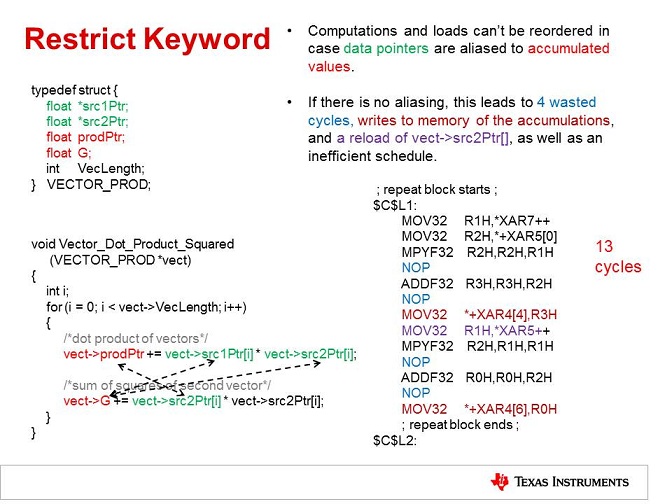 Restrict Keyword
• Computations and loads can't be reordered in
case data pointers are aliased to accumulated
values.
• If there is no aliasing, this leads to 4 wasted
cycles, writes to memory of the accumulations,
and a reload of vect->src2Ptr[], as well as an
inefficient schedule.
typedef struct {
float *src1Ptr;
float *src2Ptr;
float prodPtr;
float G;
int VecLength;
} VECTOR_PROD;
void Vector_Dot_Product_Squared
(VECTOR_PROD *vect)
{
int i;
for (i = 0; i < vect->VecLength; i++)
{
/*dot product of vectors*/
vect->prodPtr += vect->src1Ptr[i] * vect->src2Ptr[i];
/*sum of squares of second vector*/
vect->G += vect->src2Ptr[i] * vect->src2Ptr[i];
}
}
; repeat block starts ;
$C$L1:
MOV32 R1H,*XAR7++
MOV32 R2H,*+XAR5[0]
MPYF32 R2H,R2H,R1H
NOP
ADDF32 R3H,R3H,R2H
NOP
MOV32 *+XAR4[4],R3H
MOV32 R1H,*XAR5++
MPYF32 R2H,R1H,R1H
NOP
ADDF32 R0H,R0H,R2H
NOP
MOV32 *+XAR4[6],R0H
; repeat block ends ;
$C$L2:
13
cycles
TEXAS INSTRUMENTS